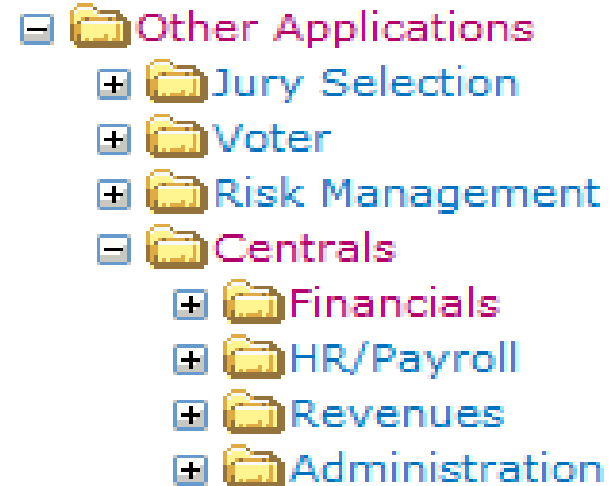 Other Applications
Jury Selection
Voter
Risk Management
Centrals
Financials
HR/Payroll
Revenues
Administration